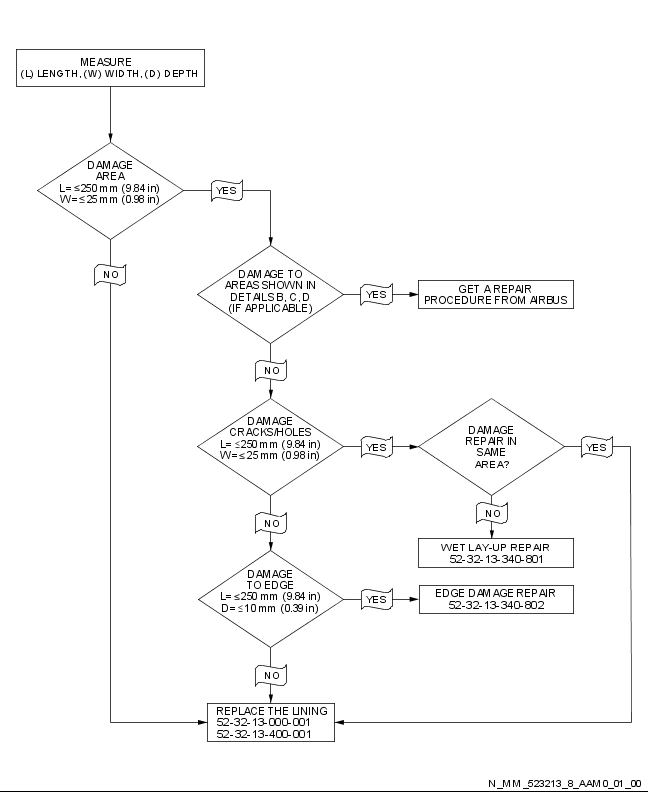 MEASURE
(L) LENGTH, (W) WIDTH, (D) DEPTH
DAMAGE
AREA
L= ≤250 mm (9.84 in)
W= ≤25 mm (0.98 in)
YES
NO
DAMAGE TO
AREAS SHOWN IN
DETAILS B, C, D
(IF APPLICABLE)
YES
GET A REPAIR
PROCEDURE FROM AIRBUS
NO
DAMAGE
CRACKS/HOLES
L= ≤250 mm (9.84 in)
W= ≤25 mm (0.98 in)
YES
DAMAGE
REPAIR IN
SAME
AREA?
YES
NO
NO
WET LAY-UP REPAIR
52-32-13-340-801
DAMAGE
TO EDGE
L= ≤250 mm (9.84 in)
D= ≤10 mm (0.39 in)
YES
EDGE DAMAGE REPAIR
52-32-13-340-802
NO
REPLACE THE LINING
52-32-13-000-001
52-32-13-400-001
N_MM_523213_8_AAM0_01_00